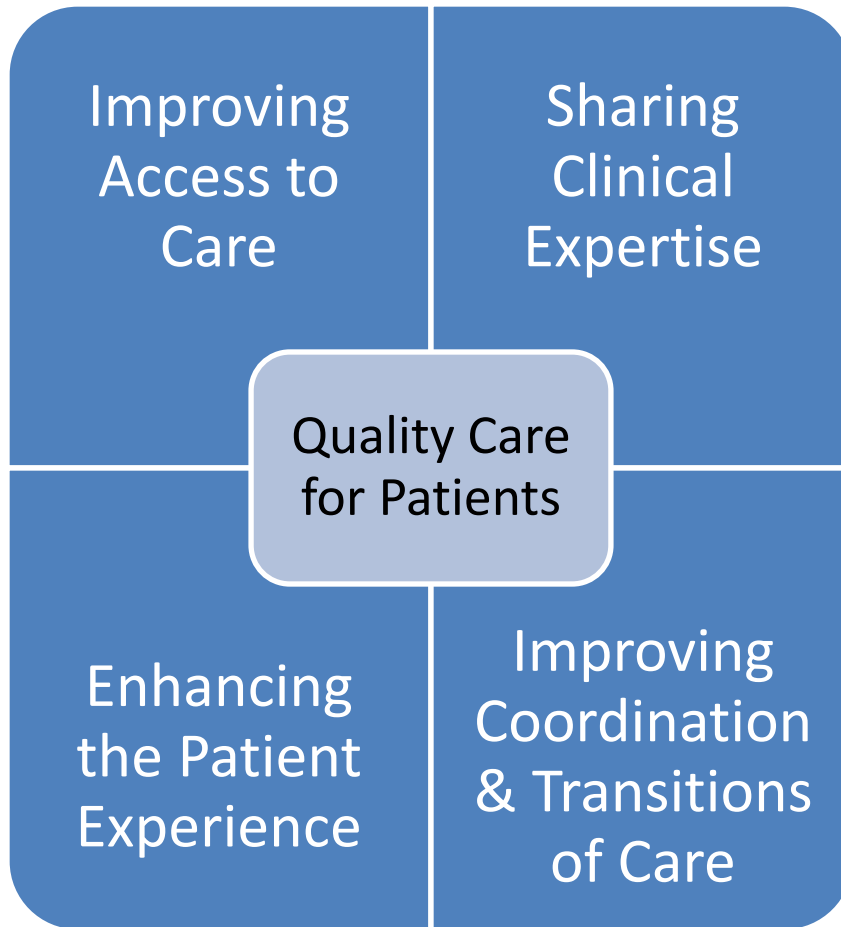 Improving
Access to
Care
Sharing
Clinical
Expertise
Quality Care
for Patients
Enhancing
the Patient
Experience
Improving
Coordination
& Transitions
of Care